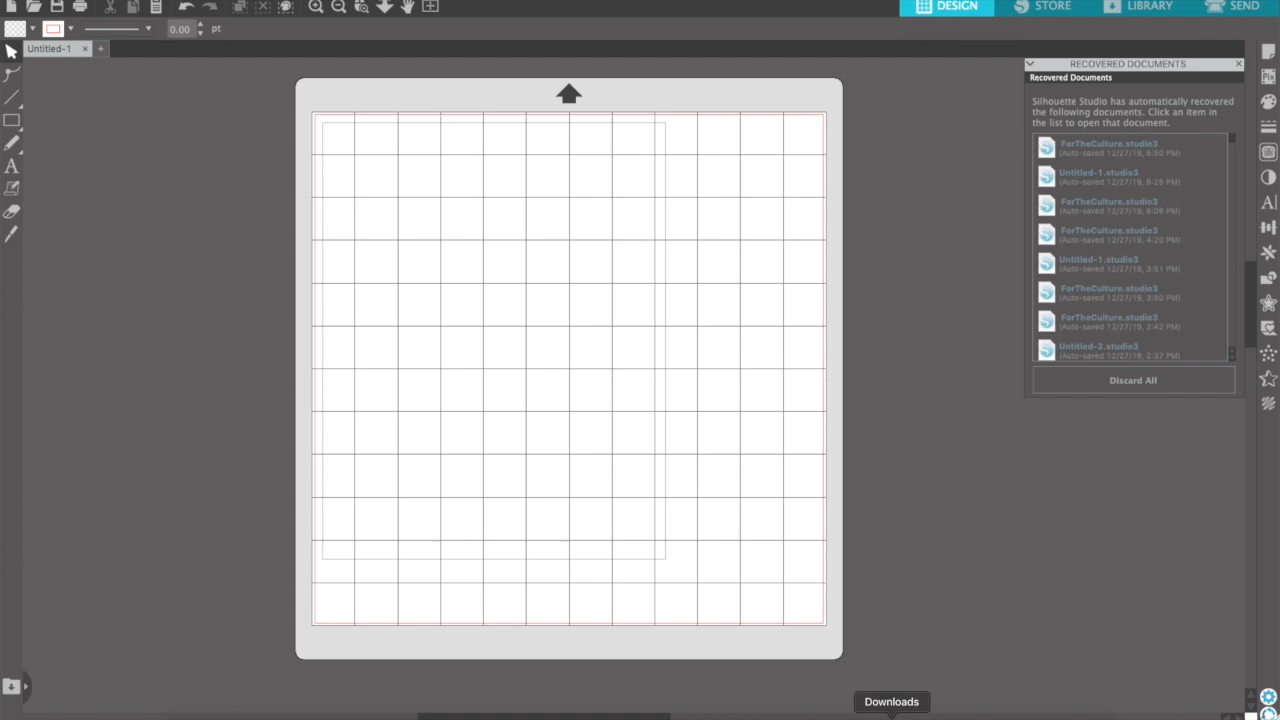 DESIGN
STORE
LIBRARY
SEND
0.00
pt
Untitled-1
RECOVERED DOCUMENTS
Recovered Documents
Silhouette Studio has automatically recovered
the following documents. Click an item in
the list to open that document.
ForTheCulture.studio3
(Auto-saved 12/27/19, 6:50 PM)
Untitled-1.studio3
(Auto-saved 12/27/19, 6:25 PM)
ForTheCulture.studio3
(Auto-saved 12/27/19, 6:06 PM)
ForTheCulture.studio3
(Auto-saved 12/27/19, 4:20 PM)
Untitled-1.studio3
(Auto-saved 12/27/19, 3:51 PM)
ForTheCulture.studio3
(Auto-saved 12/27/19, 3:50 PM)
ForTheCulture.studio3
(Auto-saved 12/27/19, 2:42 PM)
Untitled-2.studio3
(Auto-saved 12/27/19, 2:37 PM)
Discard All
Downloads